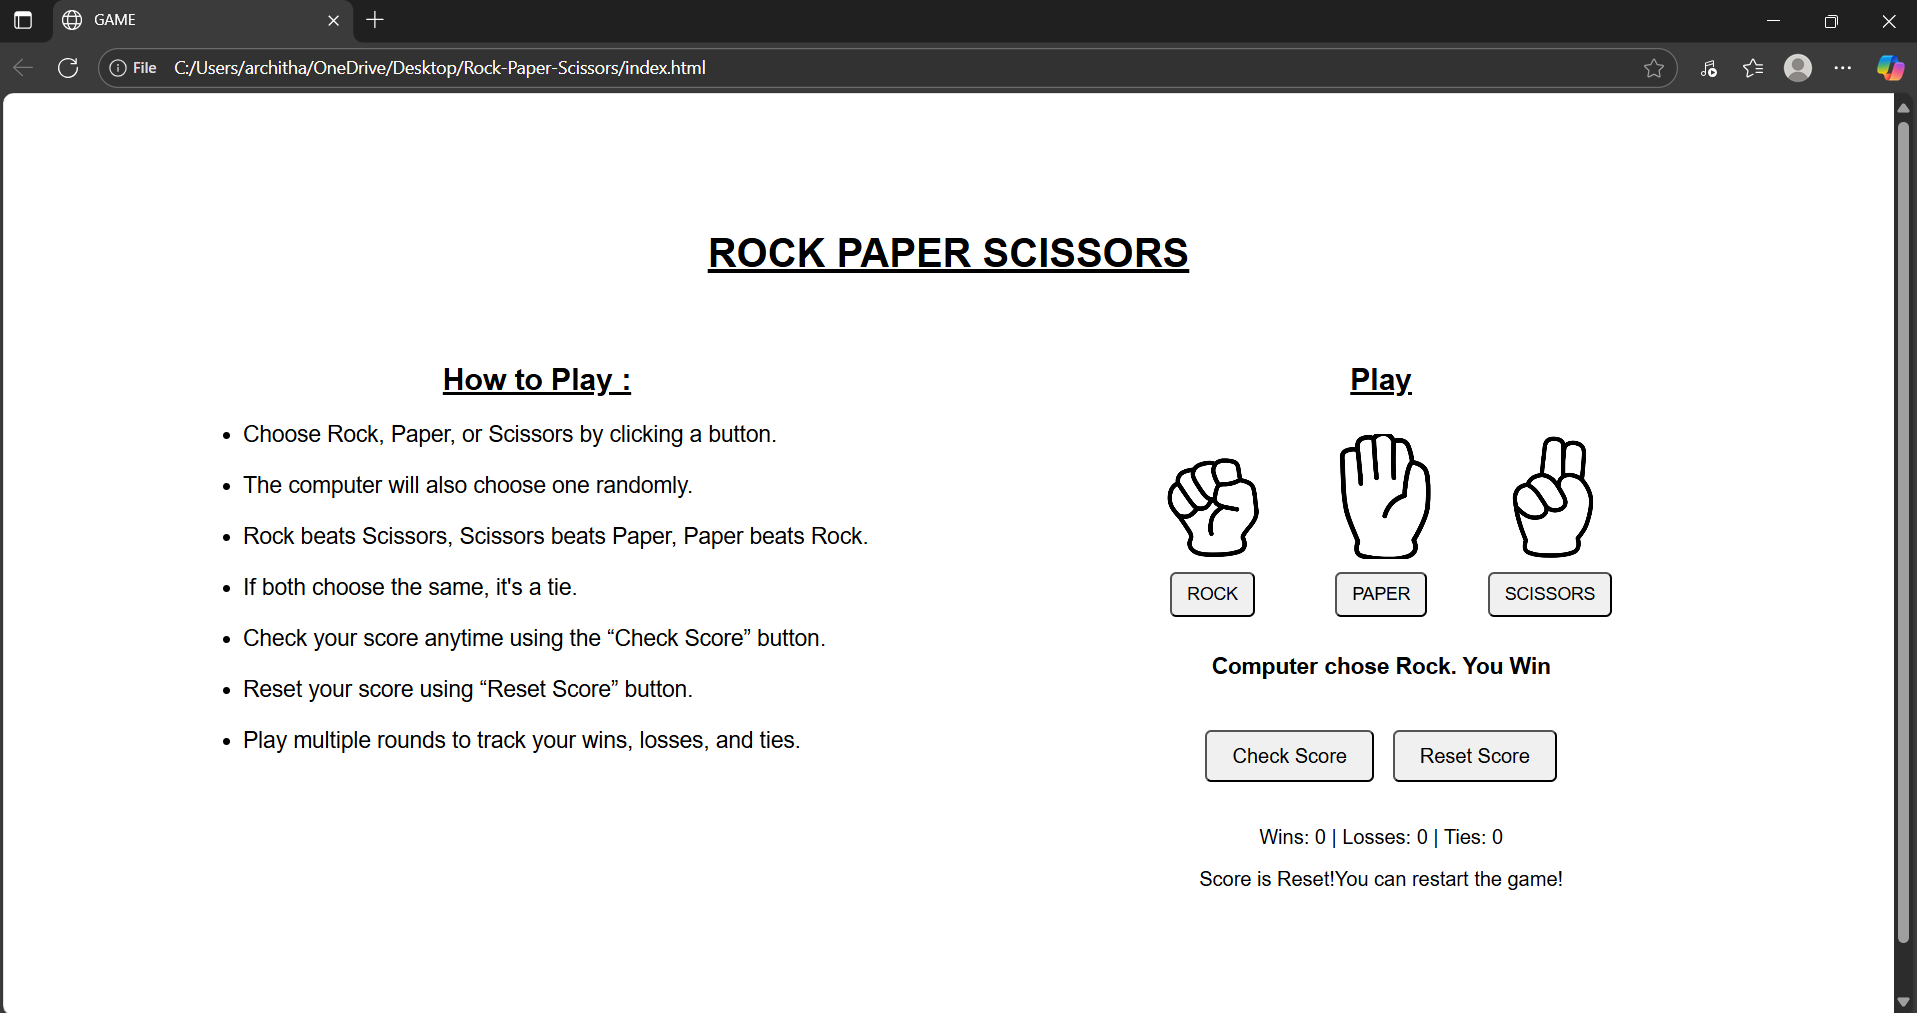 GAME
File C:/Users/architha/OneDrive/Desktop/Rock-Paper-Scissors/index.html
ROCK PAPER SCISSORS
How to Play :
• Choose Rock, Paper, or Scissors by clicking a button.
• The computer will also choose one randomly.
• Rock beats Scissors, Scissors beats Paper, Paper beats Rock.
• If both choose the same, it's a tie.
• Check your score anytime using the “Check Score” button.
• Reset your score using “Reset Score” button.
• Play multiple rounds to track your wins, losses, and ties.
Play
ROCK PAPER SCISSORS
Computer chose Rock. You Win
Check Score Reset Score
Wins: 0 | Losses: 0 | Ties: 0
Score is Reset!You can restart the game!